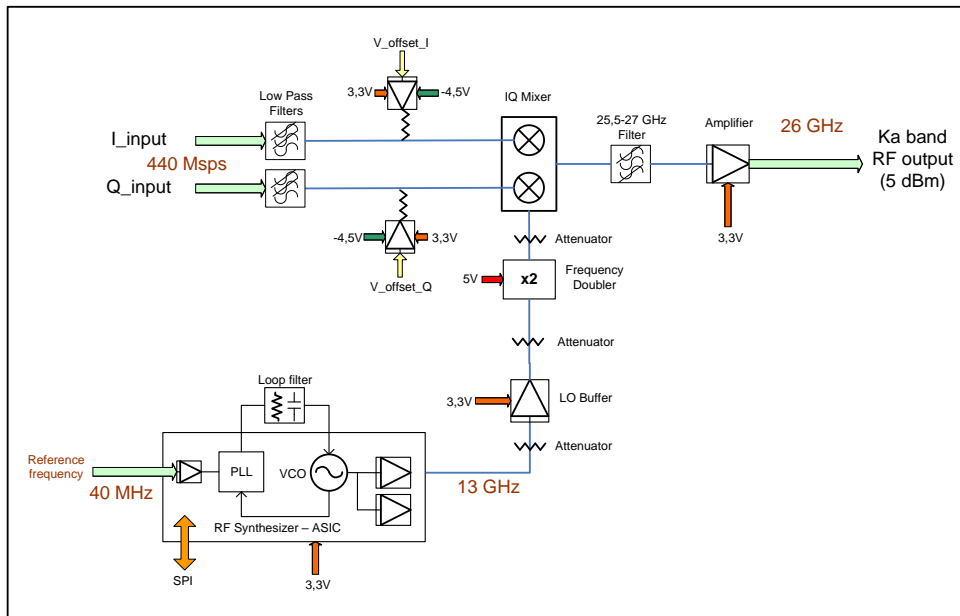 V_offset_I
3,3V
-4,5V
Low Pass
Filters
IQ Mixer
I_input
440 Msps
Q_input
25,5-27 GHz
Filter
Amplifier
26 GHz
Ka band
RF output
(5 dBm)
3,3V
-4,5V
3,3V
V_offset_Q
Attenuator
5V
x2
Frequency
Doubler
Attenuator
Loop filter
3,3V
LO Buffer
Attenuator
Reference
frequency
40 MHz
PLL
VCO
13 GHz
RF Synthesizer – ASIC
SPI
3,3V